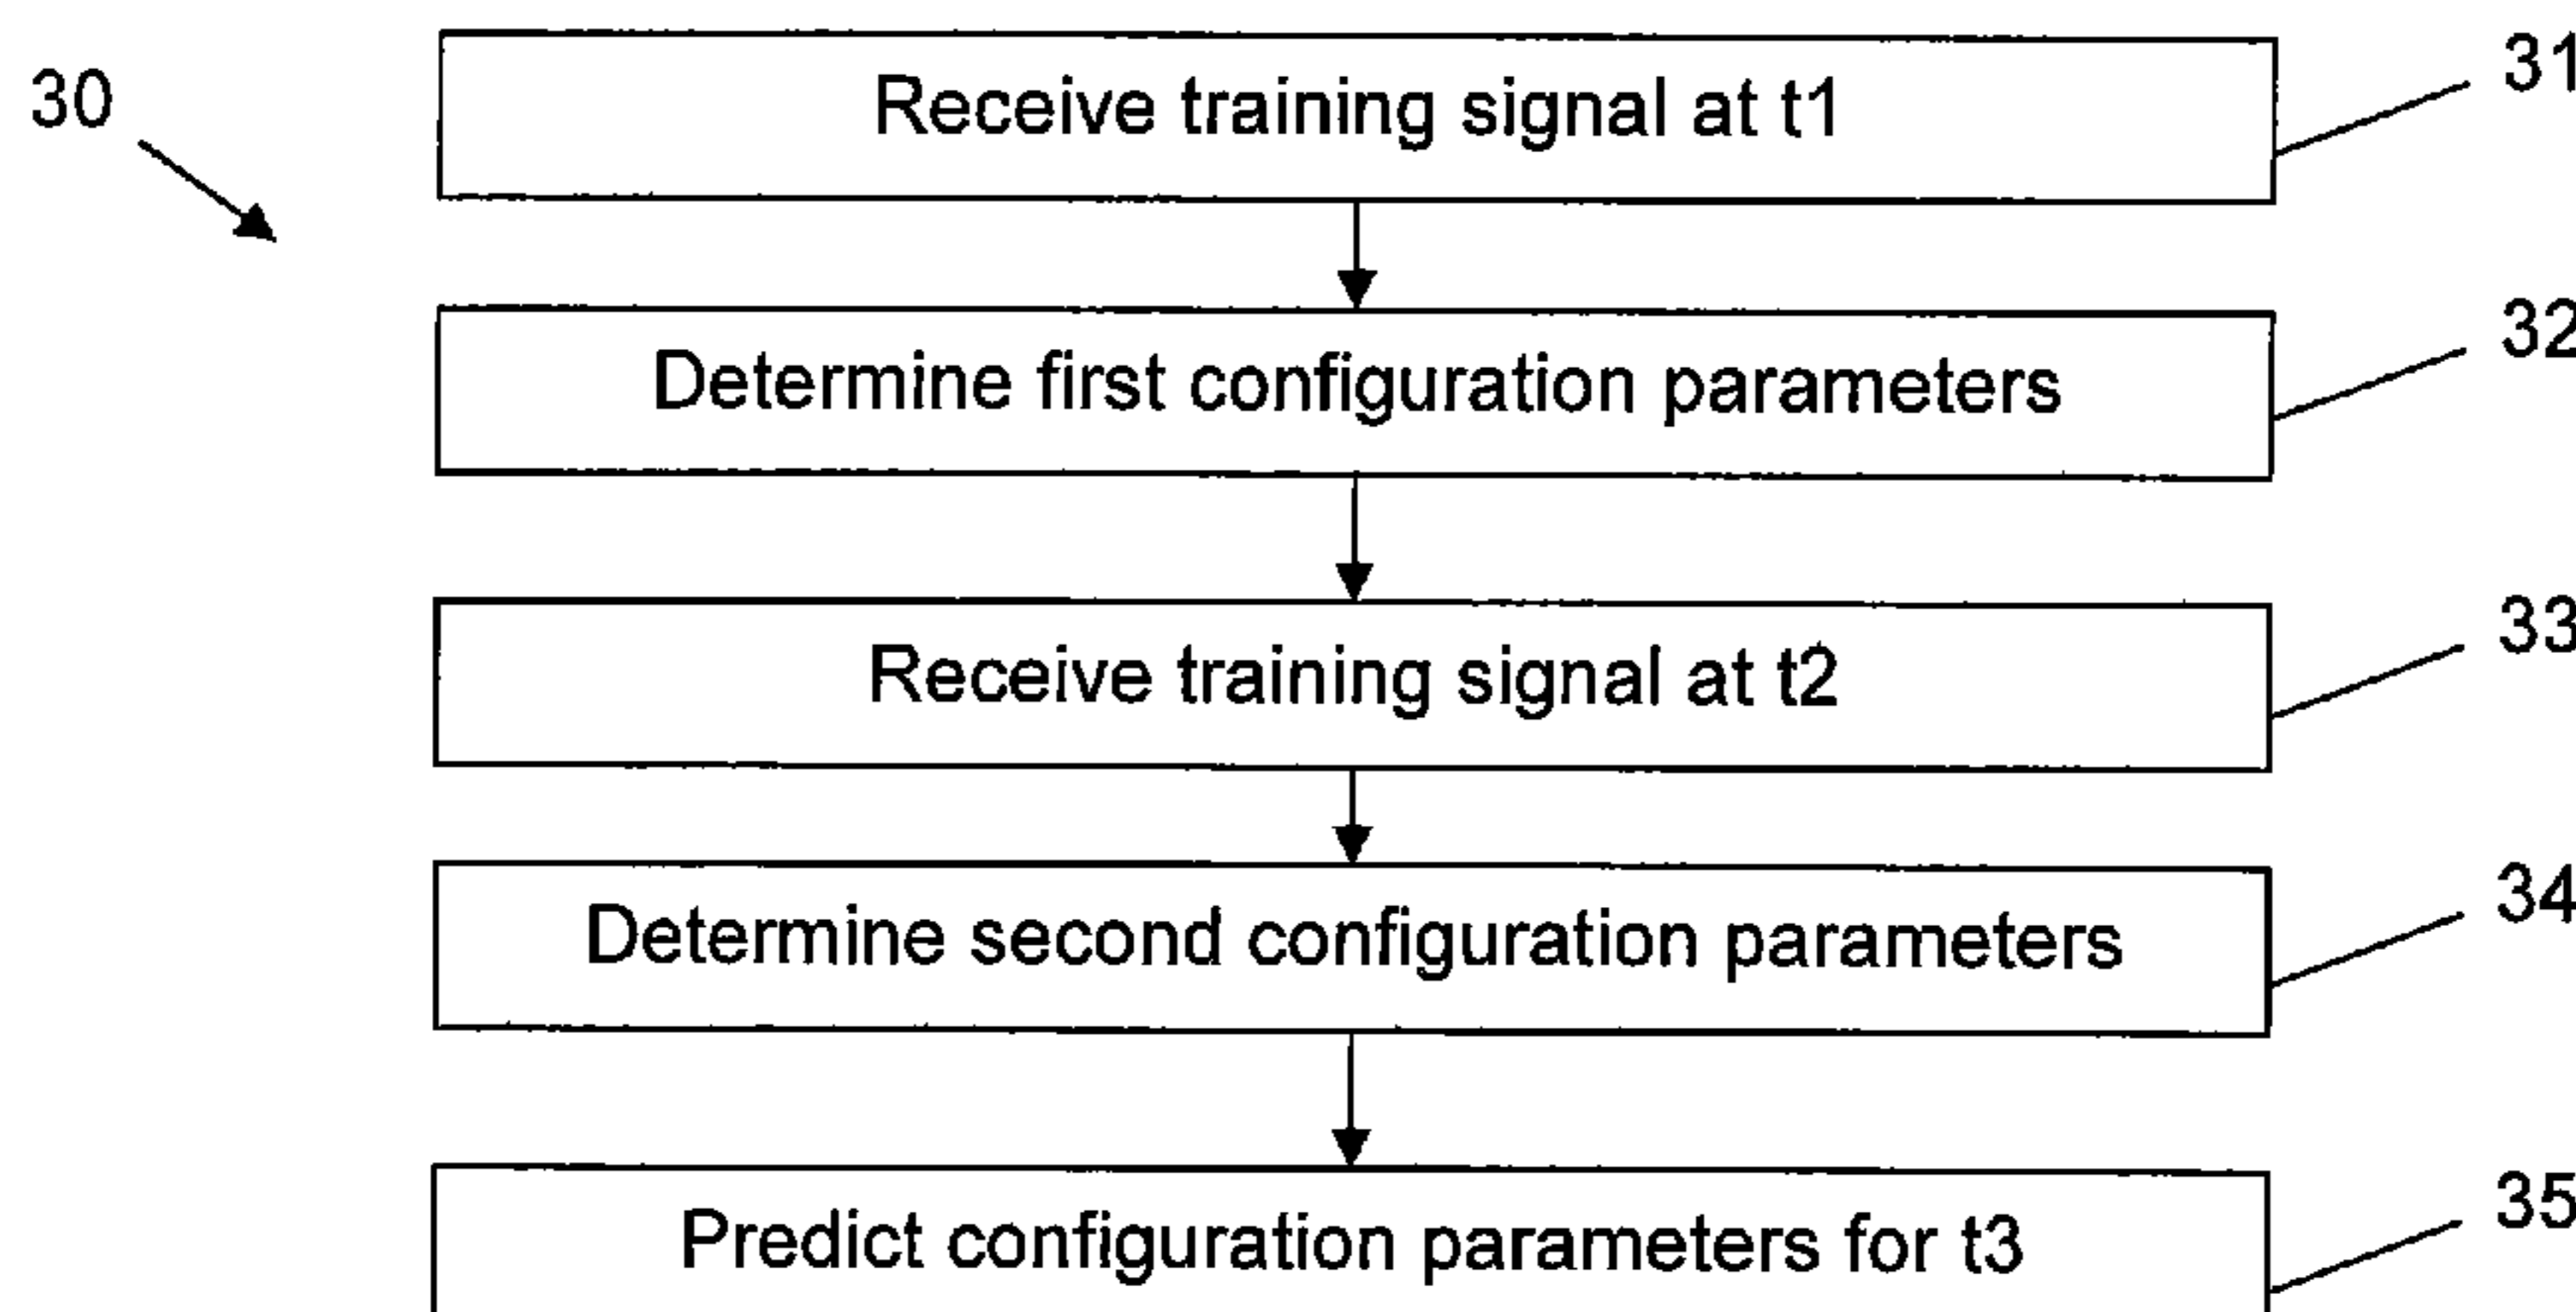 30
Receive training signal at t1
31
Determine first configuration parameters
32
Receive training signal at t2
33
Determine second configuration parameters
34
Predict configuration parameters for t3
35